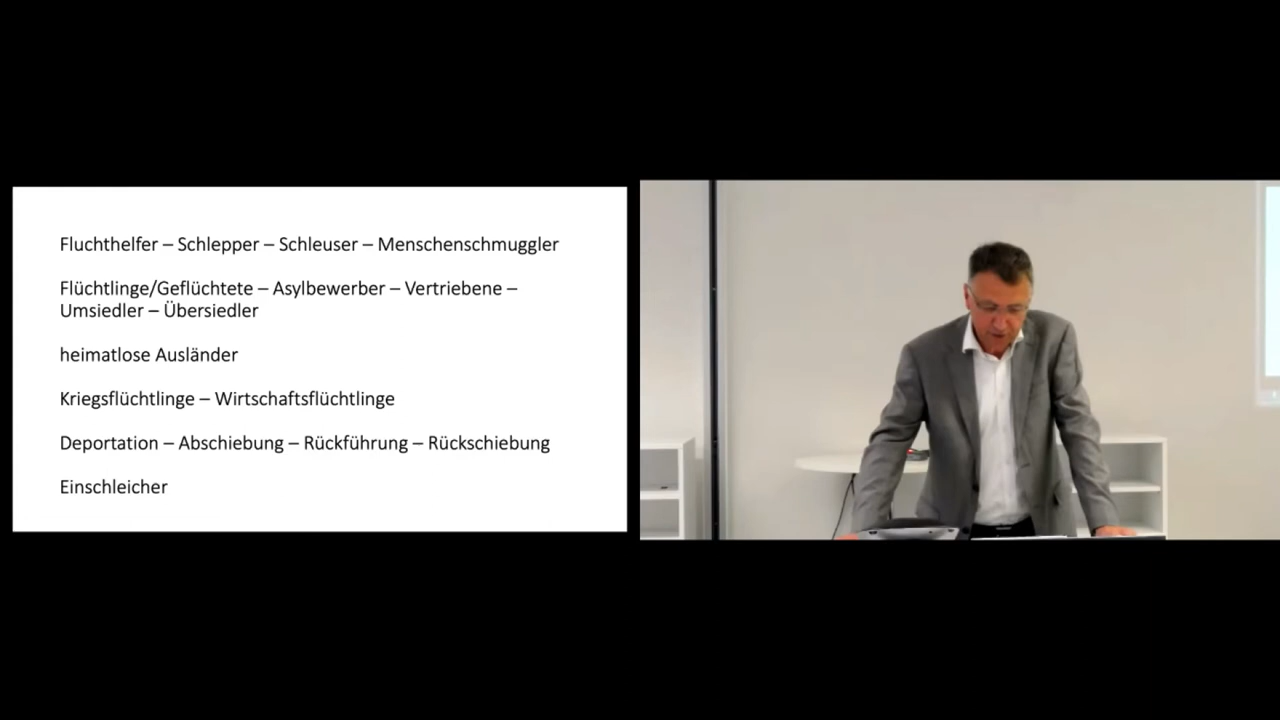 Fluchthelfer – Schlepper – Schleuser – Menschenschmuggler
Flüchtlinge/Geflüchtete – Asylbewerber – Vertriebene –
Umsiedler – Übersiedler
heimatlose Ausländer
Kriegsflüchtlinge – Wirtschaftsflüchtlinge
Deportation – Abschiebung – Rückführung – Rückschiebung
Einschleicher